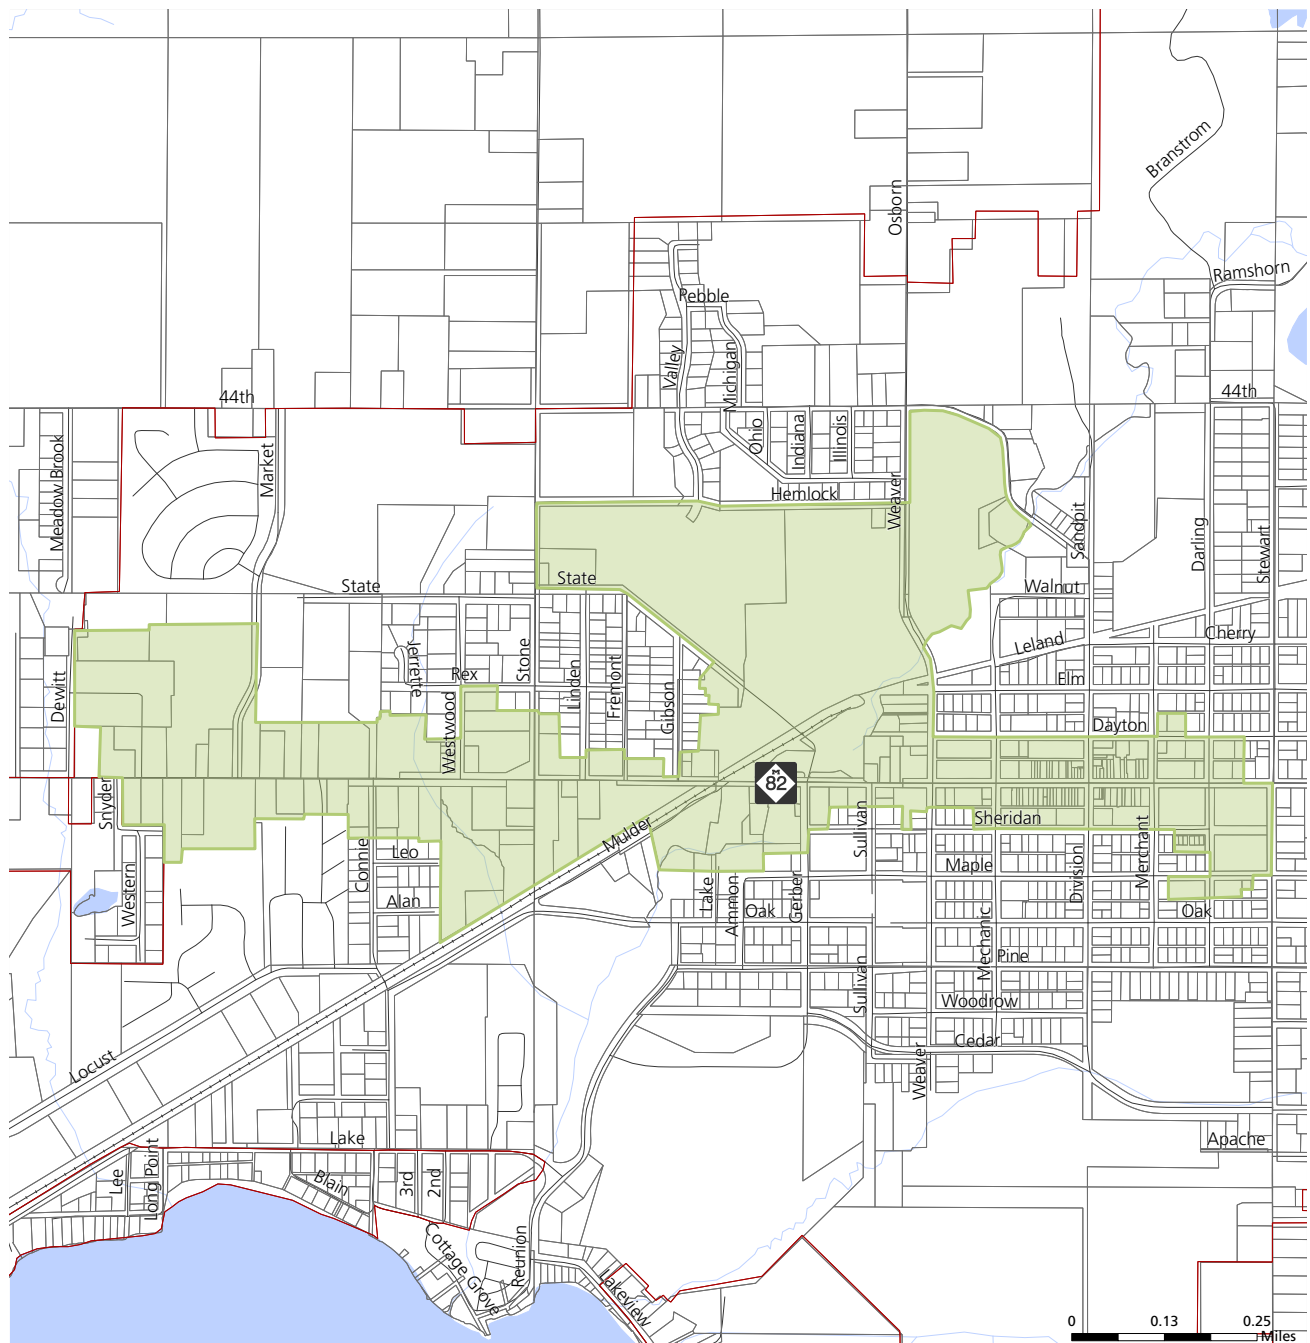 Branstrom
Osborn
Ramshorn
Pebble
Valley
Michigan
44th
44th
Meadow Brook
Market
Ohio
Indiana
Illindis
Hemlock
Weaver
Sandpit
Darling
Stewart
State
State
Walnut
Leland
Cherry
Elm
Dewitt
Jerrette
Rex
Stone
Linden
Fremont
Gibson
Westwood
Dayton
M
82
Snyder
Mulder
Sullivan
Sheridan
Connie
Leo
Maple
Division
Merchant
Western
Alan
Lake
Ammon
Oak
Gerber
Mechanic
Oak
Pine
Sullivan
Woodrow
Cedar
Weaver
Locust
Lake
Apache
Lee
Long Point
Blain
3rd
2nd
Cottage Grove
Reunion
Lakeview
0 0.13 0.25
Miles